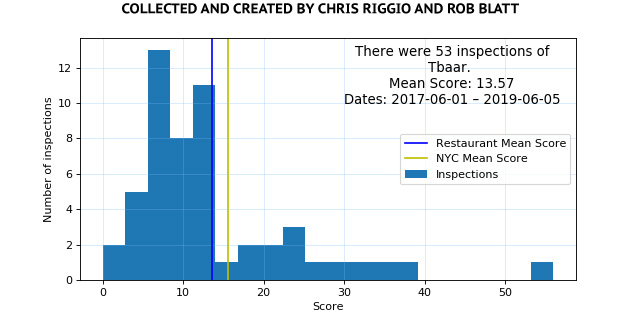 COLLECTED AND CREATED BY CHRIS RIGGIO AND ROB BLATT
There were 53 inspections of
Tbaar.
Mean Score: 13.57
Dates: 2017-06-01 – 2019-06-05
Restaurant Mean Score
NYC Mean Score
Inspections
Number of inspections
12
10
8
6
4
2
0
0 10 20 30 40 50
Score